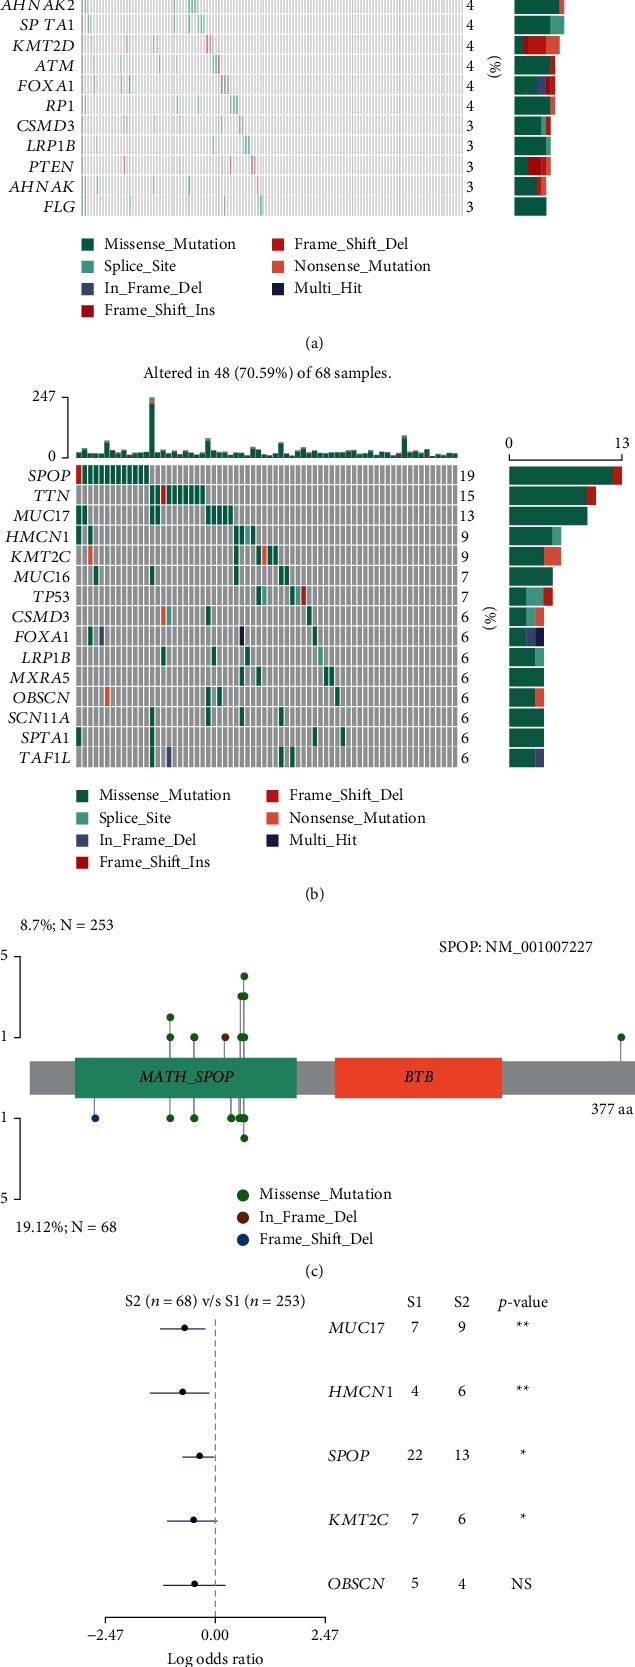 AHNAK2 4
SPTA1 4
KMT2D 4
ATM 4
FOXA1 4
RP1 4
CSMD3 3
LRP1B 3
PTEN 3
AHNAK 3
FLG 3
(%)
Missense_Mutation Frame_Shift_Del
Splice_Site Nonsense_Mutation
In_Frame_Del Multi_Hit
Frame_Shift_Ins
(a)
Altered in 48 (70.59%) of 68 samples.
247
0
0 13
SPOP 19
TTN 15
MUC17 13
HMCN1 9
KMT2C 9
MUC16 7
TP53 7
CSMD3 6
FOXA1 6
LRP1B 6
MXRA5 6
OBSCN 6
SCN11A 6
SPTA1 6
TAF1L 6
(%)
Missense_Mutation Frame_Shift_Del
Splice_Site Nonsense_Mutation
In_Frame_Del Multi_Hit
Frame_Shift_Ins
(b)
8.7%; N = 253
SPOP: NM_001007227
5
1
MATH_SPOP BTB
377 aa
1
5
19.12%; N = 68
Missense_Mutation
In_Frame_Del
Frame_Shift_Del
(c)
S2 (n = 68) v/s S1 (n = 253) S1 S2 p-value
MUC17 7 9 **
HMCN1 4 6 **
SPOP 22 13 *
KMT2C 7 6 *
OBSCN 5 4 NS
−2.47 0.00 2.47
Log odds ratio